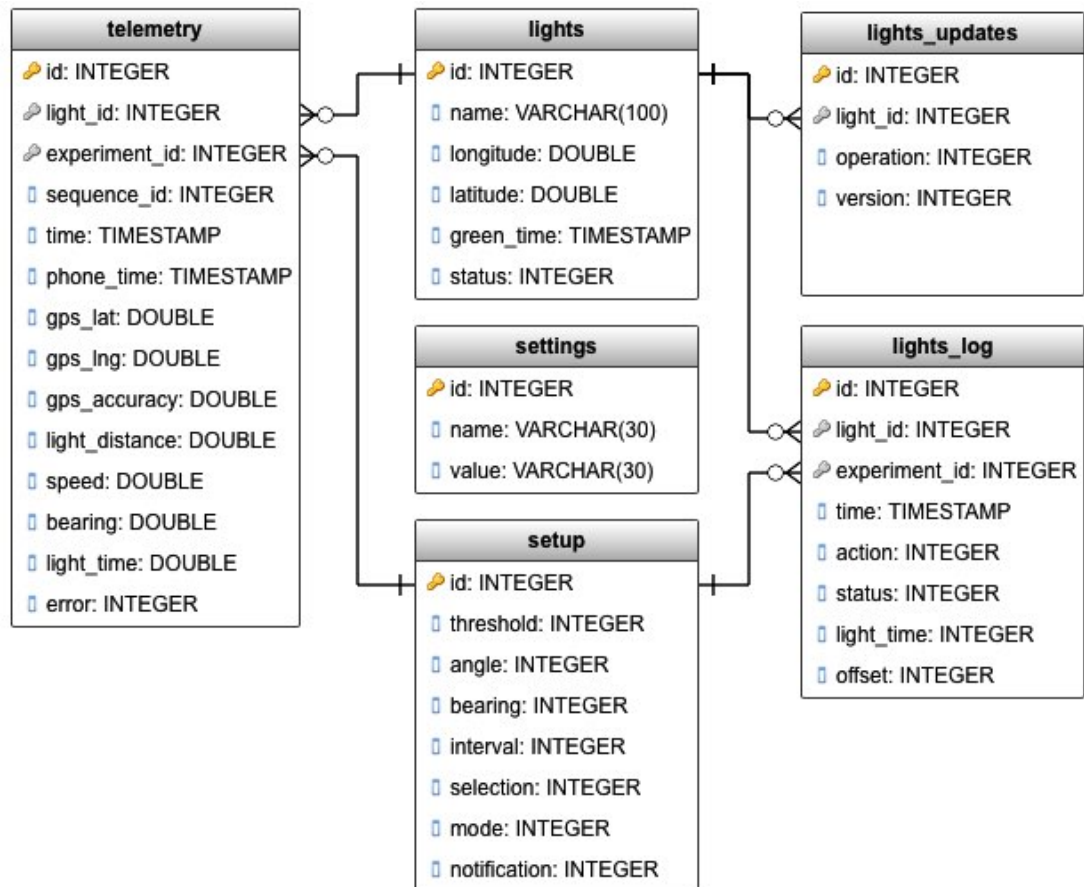 telemetry
id: INTEGER
light_id: INTEGER
experiment_id: INTEGER
sequence_id: INTEGER
time: TIMESTAMP
phone_time: TIMESTAMP
gps_lat: DOUBLE
gps_lng: DOUBLE
gps_accuracy: DOUBLE
light_distance: DOUBLE
speed: DOUBLE
bearing: DOUBLE
light_time: DOUBLE
error: INTEGER
lights
id: INTEGER
name: VARCHAR(100)
longitude: DOUBLE
latitude: DOUBLE
green_time: TIMESTAMP
status: INTEGER
settings
id: INTEGER
name: VARCHAR(30)
value: VARCHAR(30)
setup
id: INTEGER
threshold: INTEGER
angle: INTEGER
bearing: INTEGER
interval: INTEGER
selection: INTEGER
mode: INTEGER
notification: INTEGER
lights_updates
id: INTEGER
light_id: INTEGER
operation: INTEGER
version: INTEGER
lights_log
id: INTEGER
light_id: INTEGER
experiment_id: INTEGER
time: TIMESTAMP
action: INTEGER
status: INTEGER
light_time: INTEGER
offset: INTEGER